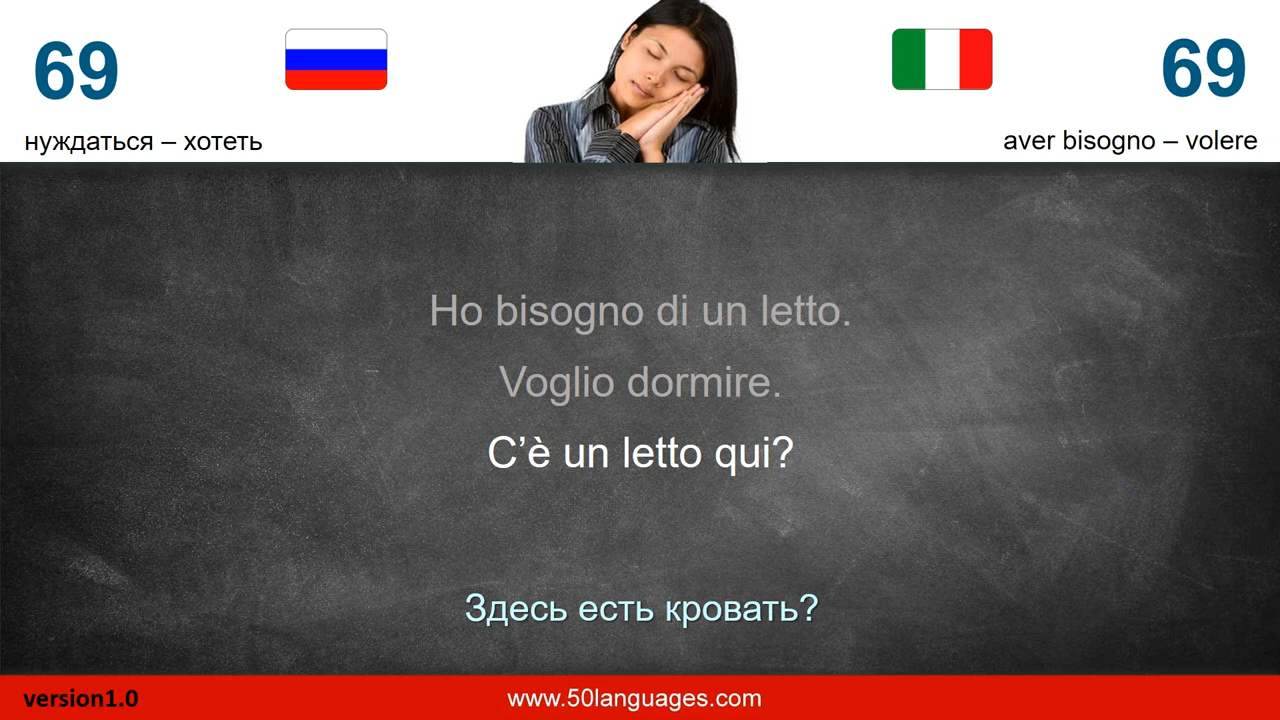 69
69
нуждаться – хотеть
aver bisogno – volere
Ho bisogno di un letto.
Voglio dormire.
C’è un letto qui?
Здесь есть кровать?
version1.0
www.50languages.com